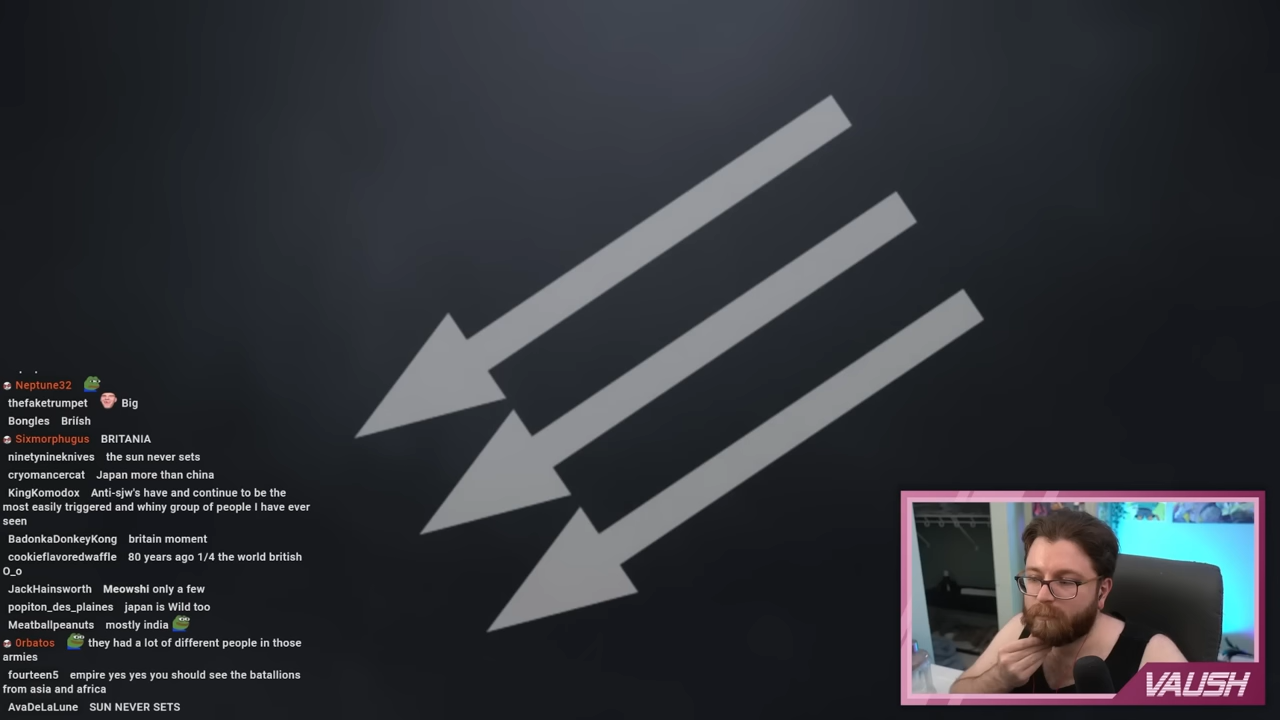 Neptune32
thefaketrumpet Big
Bongles Briísh
Sixmorphugus BRITANIA
ninetynineknives the sun never sets
cryomancercat Japan more than china
KingKomodox Anti-sjw's have and continue to be the
most easily triggered and whiny group of people I have ever
seen
BadonkaDonkeyKong britain moment
cookieflavoredwaffle 80 years ago 1/4 the world british
O_o
JackHainsworth Meowshi only a few
popiton_des_plaines japan is Wild too
Meatballpeanuts mostly india
0rbatos they had a lot of different people in those
armies
fourteen5 empire yes yes you should see the batallions
from asia and africa
AvaDeLaLune SUN NEVER SETS
VAUSH